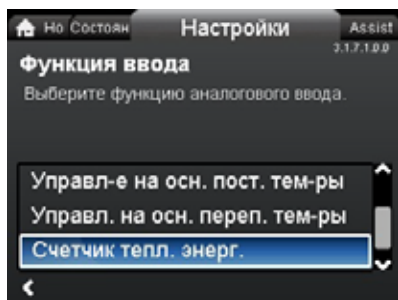 Но Состоян Настройки Assist
3.1.7.1.0.0
Функция ввода
Выберите функцию аналогового ввода.
Управл-е на осн. пост. тем-ры
Управл. на осн. переп. тем-ры
Счетчик тепл. энерг.